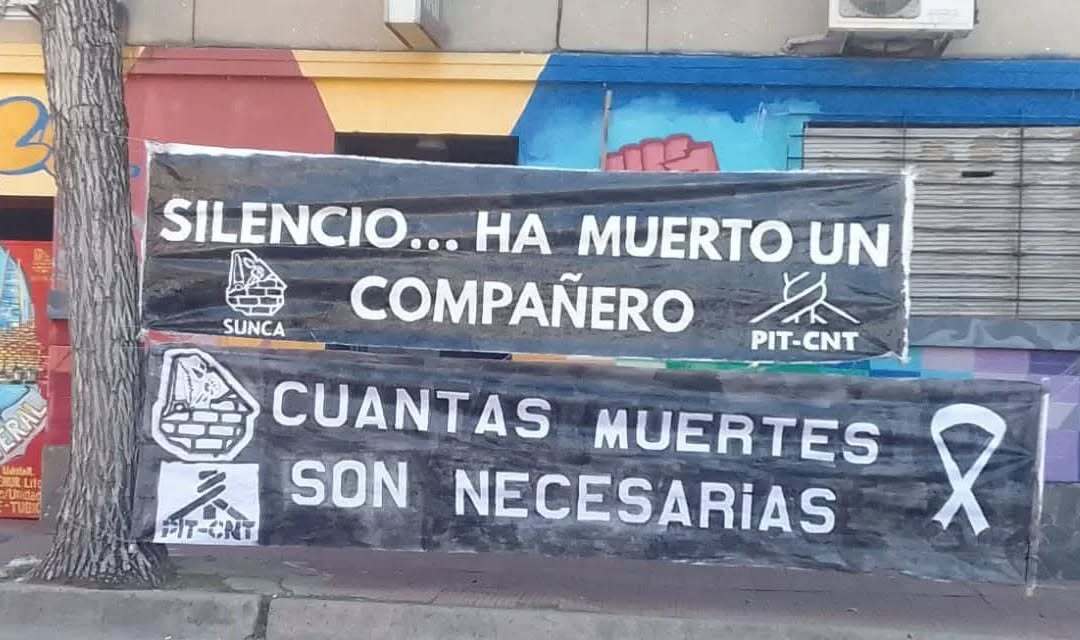 SILENCIO... HA MUERTO UN
COMPAÑERO
SUNCA
PIT-CNT
CUANTAS MUERTES
SON NECESARiAS
PIT-CNT